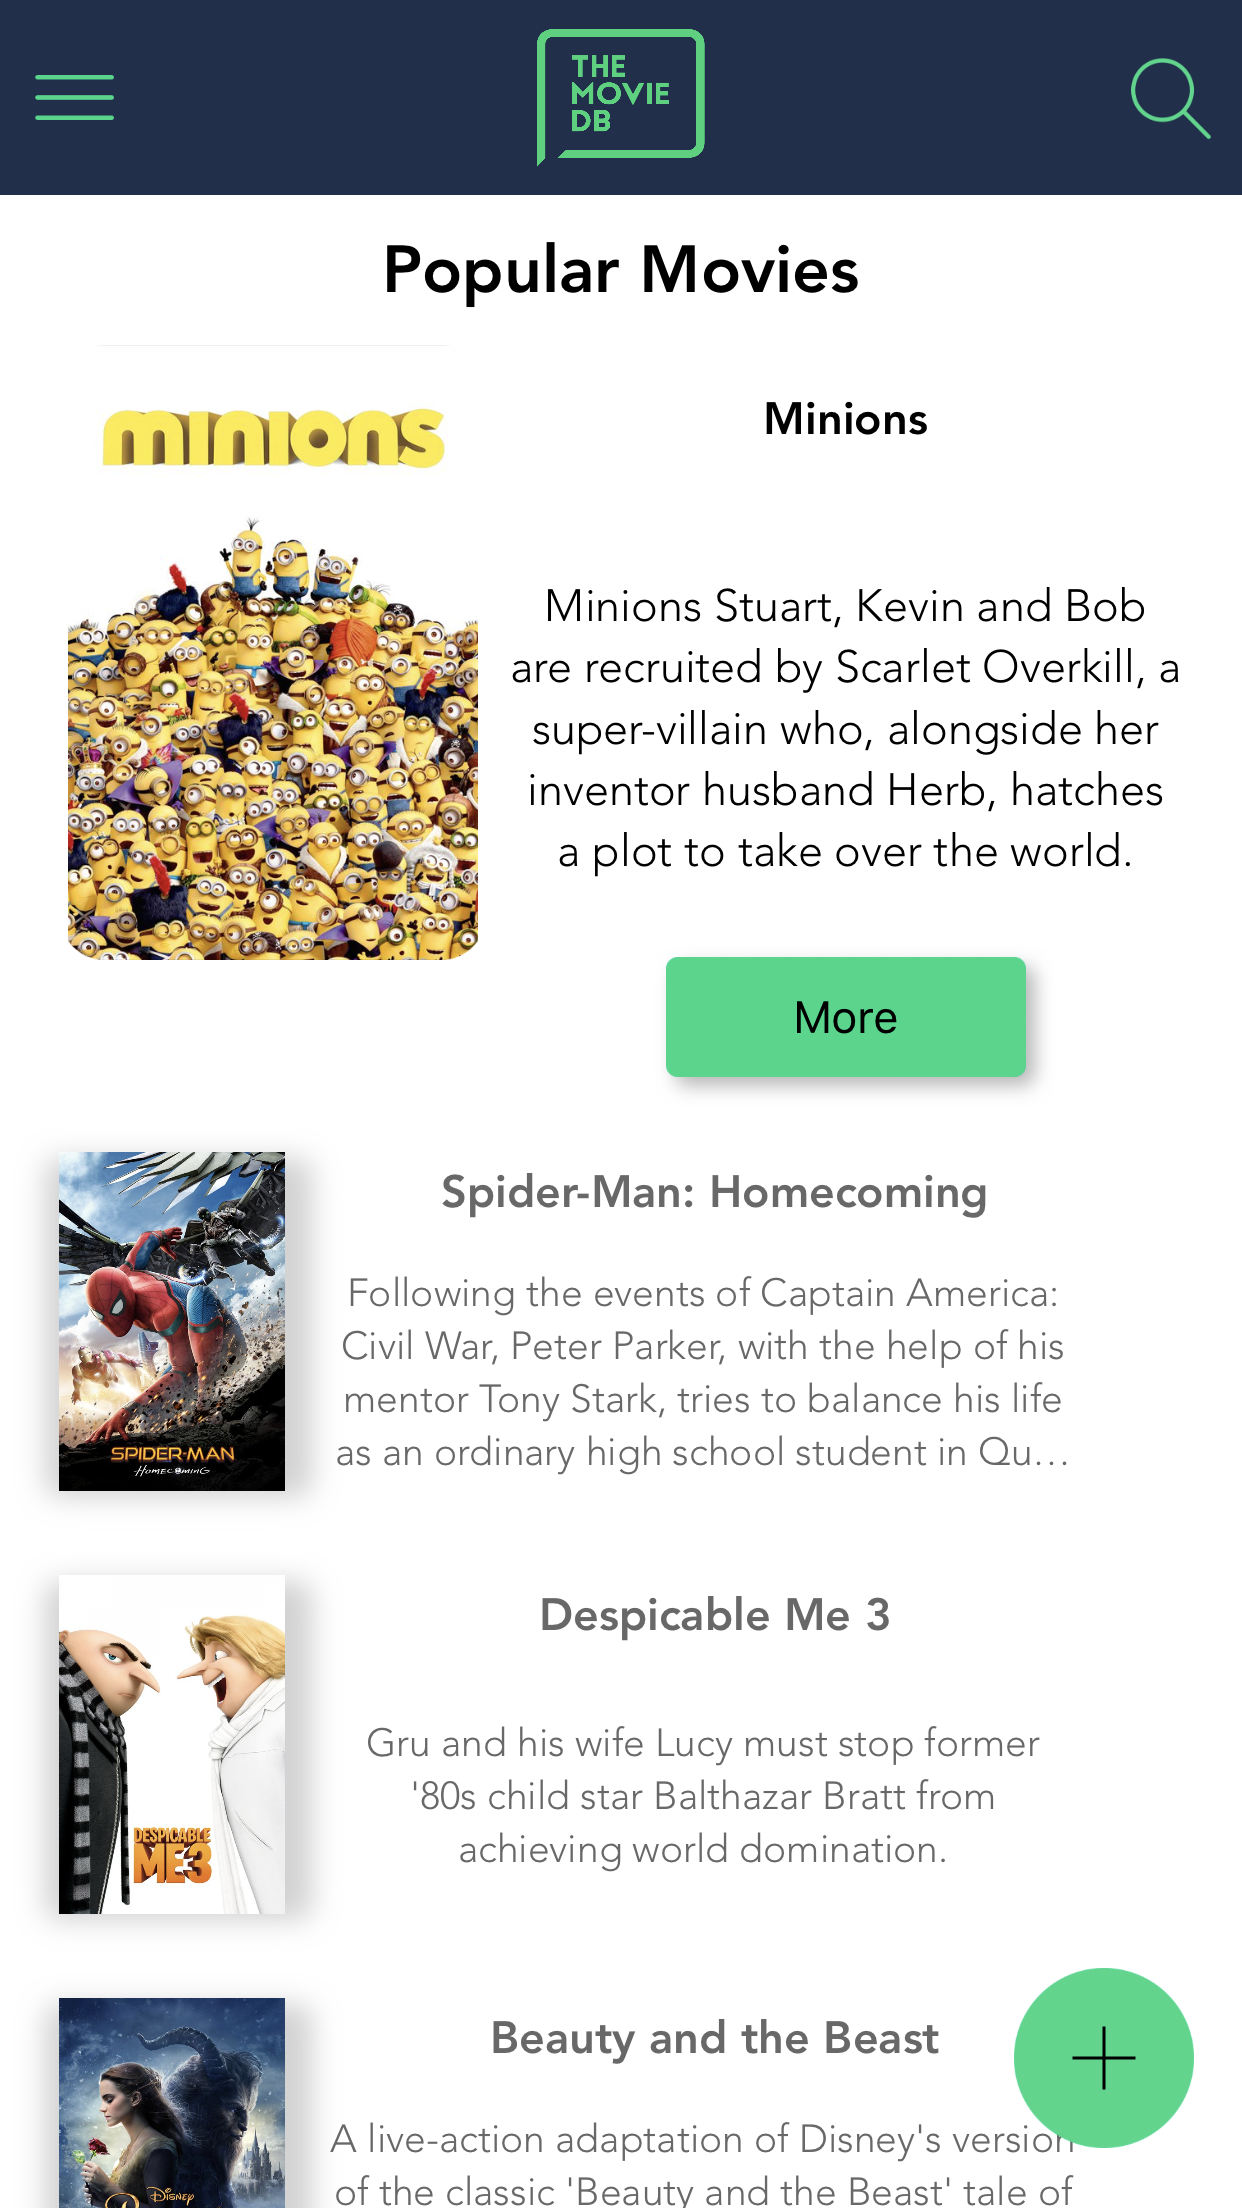 THE
MOVIE
DB
Popular Movies
minions
Minions
Minions Stuart, Kevin and Bob
are recruited by Scarlet Overkill, a
super-villain who, alongside her
inventor husband Herb, hatches
a plot to take over the world.
More
SPIDER-MAN
HOMECOMING
Spider-Man: Homecoming
Following the events of Captain America:
Civil War, Peter Parker, with the help of his
mentor Tony Stark, tries to balance his life
as an ordinary high school student in Qu...
DESPICABLE
ME3
Despicable Me 3
Gru and his wife Lucy must stop former
'80s child star Balthazar Bratt from
achieving world domination.
DISNEY
Beauty and the Beast
A live-action adaptation of Disney's version
of the classic 'Beauty and the Beast' tale of